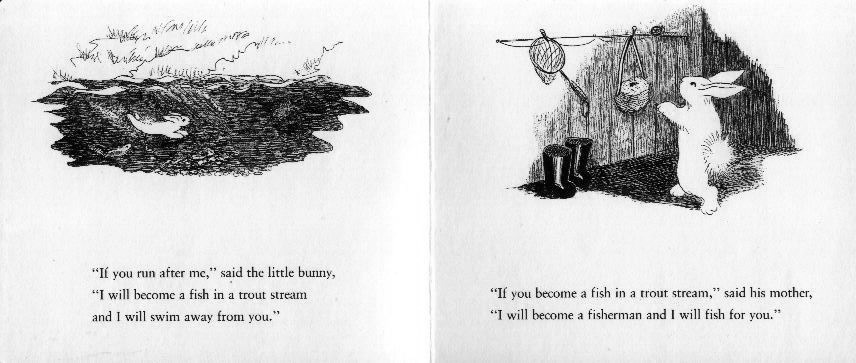 “If you run after me,” said the little bunny,
“I will become a fish in a trout stream
and I will swim away from you.”
“If you become a fish in a trout stream,” said his mother,
“I will become a fisherman and I will fish for you.”